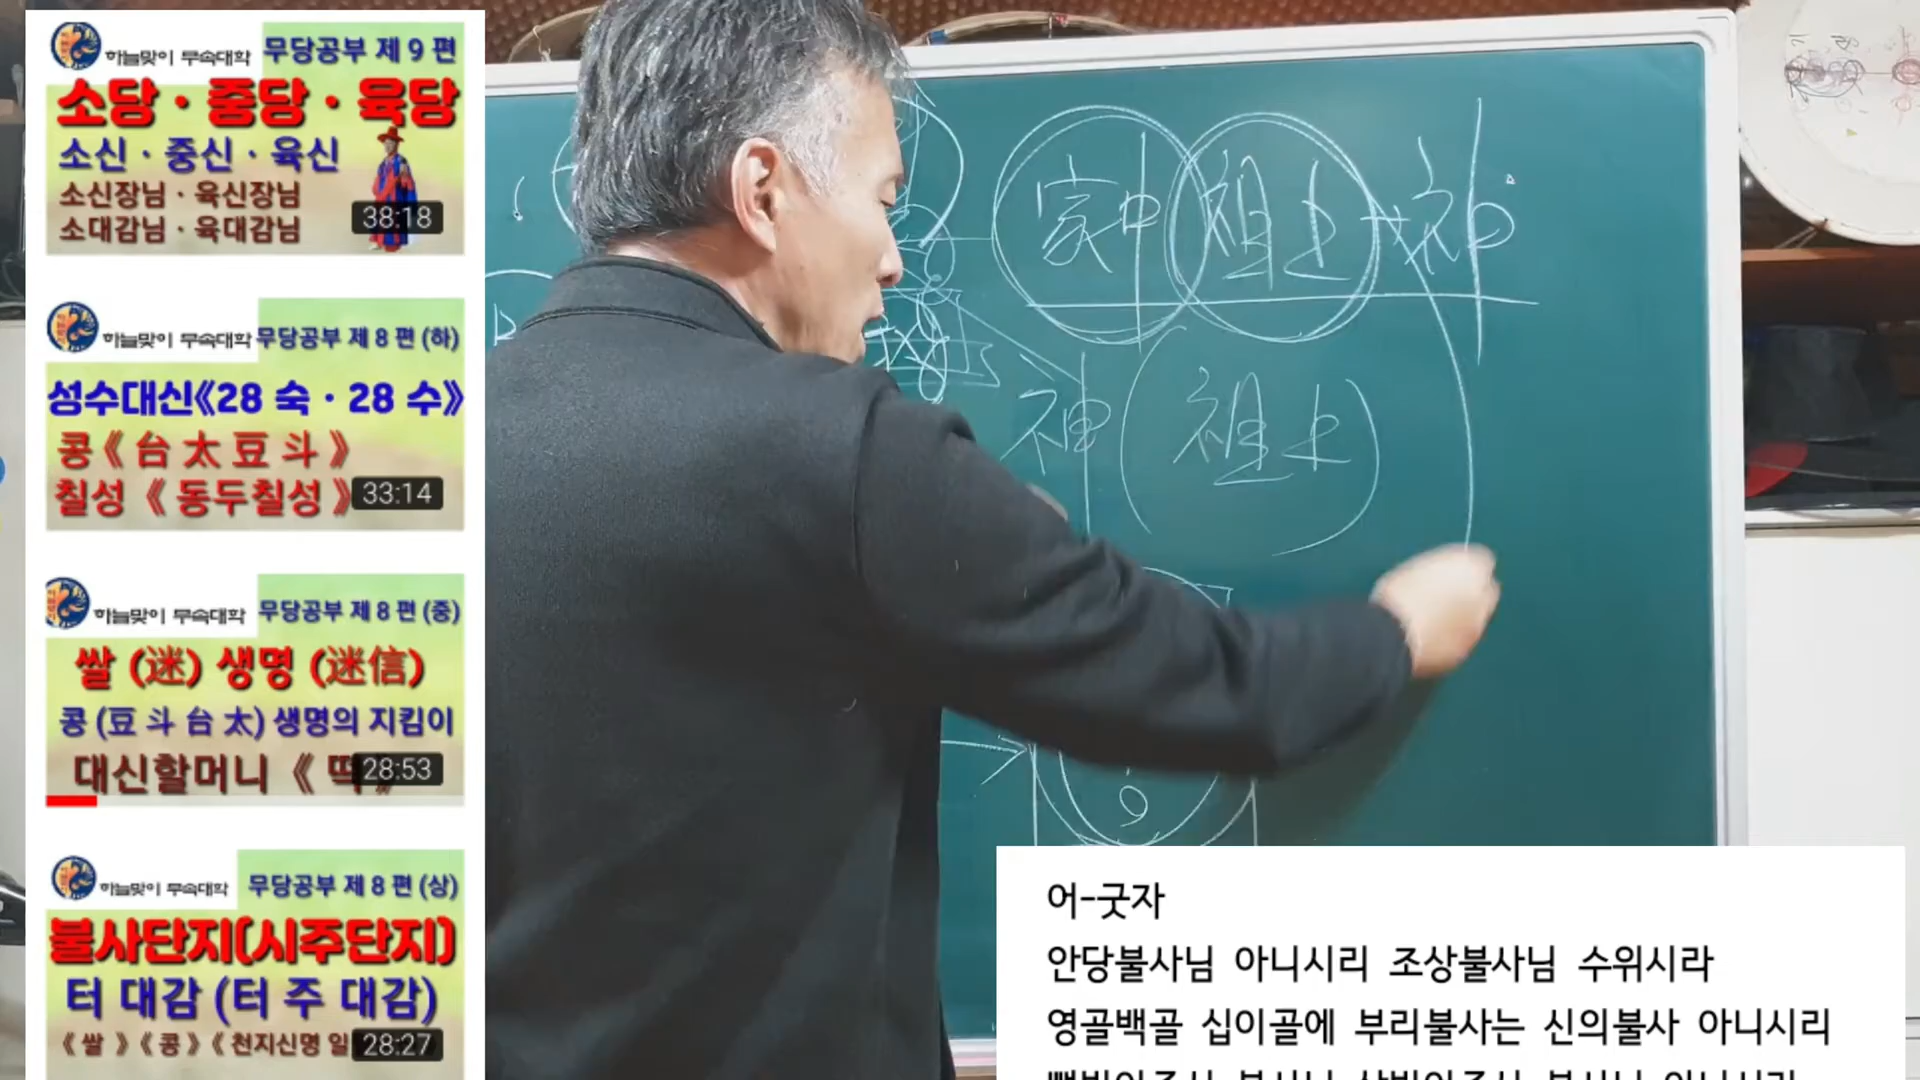 하늘맞이 무속대학 무당공부 제 9 편
소당 · 중당 · 육당
소신 · 중신 · 육신
소신장님 · 육신장님
소대감님 · 육대감님
38:18
하늘맞이 무속대학 무당공부 제 8 편 (하)
성수대신《28 숙 · 28 수》
콩《 台 太 豆 斗 》
칠성 《 동두칠성 》
33:14
하늘맞이 무속대학 무당공부 제 8 편 (중)
쌀 (迷) 생명 (迷信)
콩 (豆 斗 台 太) 생명의 지킴이
대신할머니 《 떡 》
28:53
하늘맞이 무속대학 무당공부 제 8 편 (상)
불사단지(시주단지)
터 대감 (터 주 대감)
《 쌀 》《 콩 》《 천지신명 일
28:27
家中 祖上 神
神 祖上
어-굿자
안당불사님 아니시리 조상불사님 수위시라
영골백골 십이골에 부리불사는 신의불사 아니시리